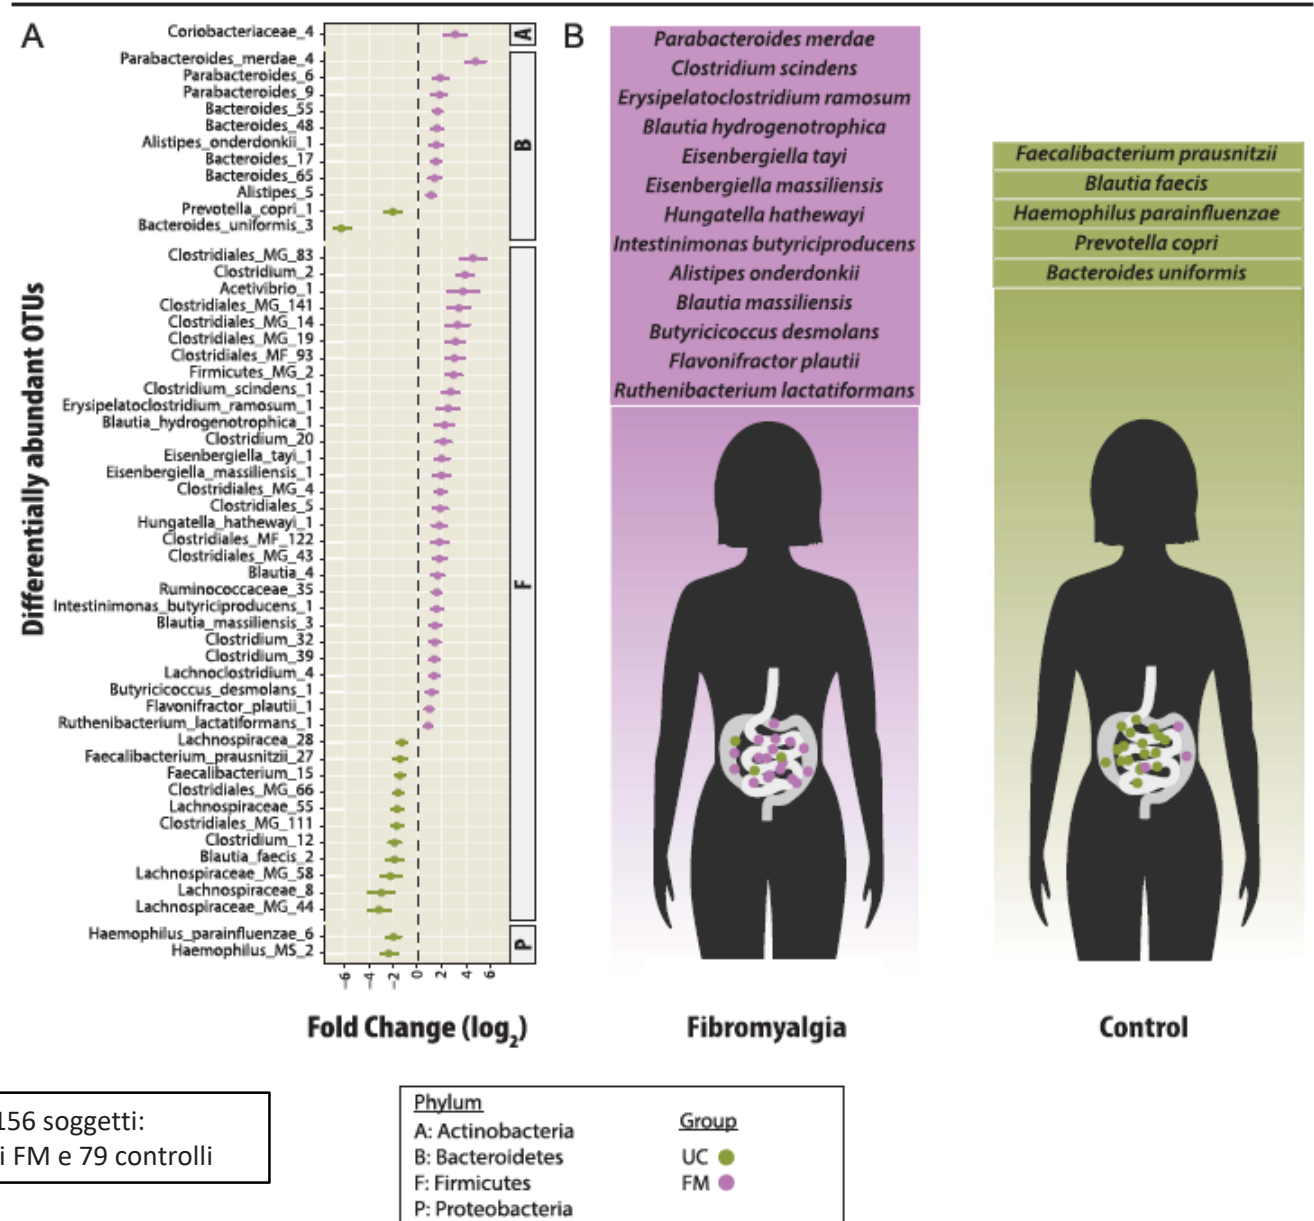 A
Coriobacteriaceae_4
Parabacteroides_merdae_4
Parabacteroides_6
Parabacteroides_9
Bacteroides_55
Bacteroides_48
Alistipes_onderdonkii_1
Bacteroides_17
Bacteroides_65
Alistipes_5
Prevotella_copri_1
Bacteroides_uniformis_3
Clostridiales_MG_83
Clostridium_2
Acetivibrio_1
Clostridiales_MG_141
Clostridiales_MG_14
Clostridiales_MG_19
Clostridiales_MF_93
Firmicutes_MG_2
Clostridium_scindens_1
Erysipelatoclostridium_ramosum_1
Blautia_hydrogenotrophica_1
Clostridium_20
Eisenbergiella_tayi_1
Eisenbergiella_massiliensis_1
Clostridiales_MG_4
Clostridiales_5
Hungatella_hathewayi_1
Clostridiales_MF_122
Clostridiales_MG_43
Blautia_4
Ruminococcaceae_35
Intestinimonas_butyriciproducens_1
Blautia_massiliensis_3
Clostridium_32
Clostridium_39
Lachnoclostridium_4
Butyricicoccus_desmolans_1
Flavonifractor_plautii_1
Ruthenibacterium_lactatiformans_1
Lachnospiracea_28
Faecalibacterium_prausnitzii_27
Faecalibacterium_15
Clostridiales_MG_66
Lachnospiraceae_55
Clostridiales_MG_111
Clostridium_12
Blautia_faecis_2
Lachnospiraceae_MG_58
Lachnospiraceae_8
Lachnospiraceae_MG_44
Haemophilus_parainfluenzae_6
Haemophilus_MS_2
Differentially abundant OTUs
A
B
F
P
-6 -4 -2 0 2 4 6
Fold Change (log2)
B
Parabacteroides merdae
Clostridium scindens
Erysipelatoclostridium ramosum
Blautia hydrogenotrophica
Eisenbergiella tayi
Eisenbergiella massiliensis
Hungatella hathewayi
Intestinimonas butyriciproducens
Alistipes onderdonkii
Blautia massiliensis
Butyricicoccus desmolans
Flavonifractor plautii
Ruthenibacterium lactatiformans
Fibromyalgia
Faecalibacterium prausnitzii
Blautia faecis
Haemophilus parainfluenzae
Prevotella copri
Bacteroides uniformis
Control
156 soggetti:
i FM e 79 controlli
Phylum
A: Actinobacteria
B: Bacteroidetes
F: Firmicutes
P: Proteobacteria
Group
UC
FM